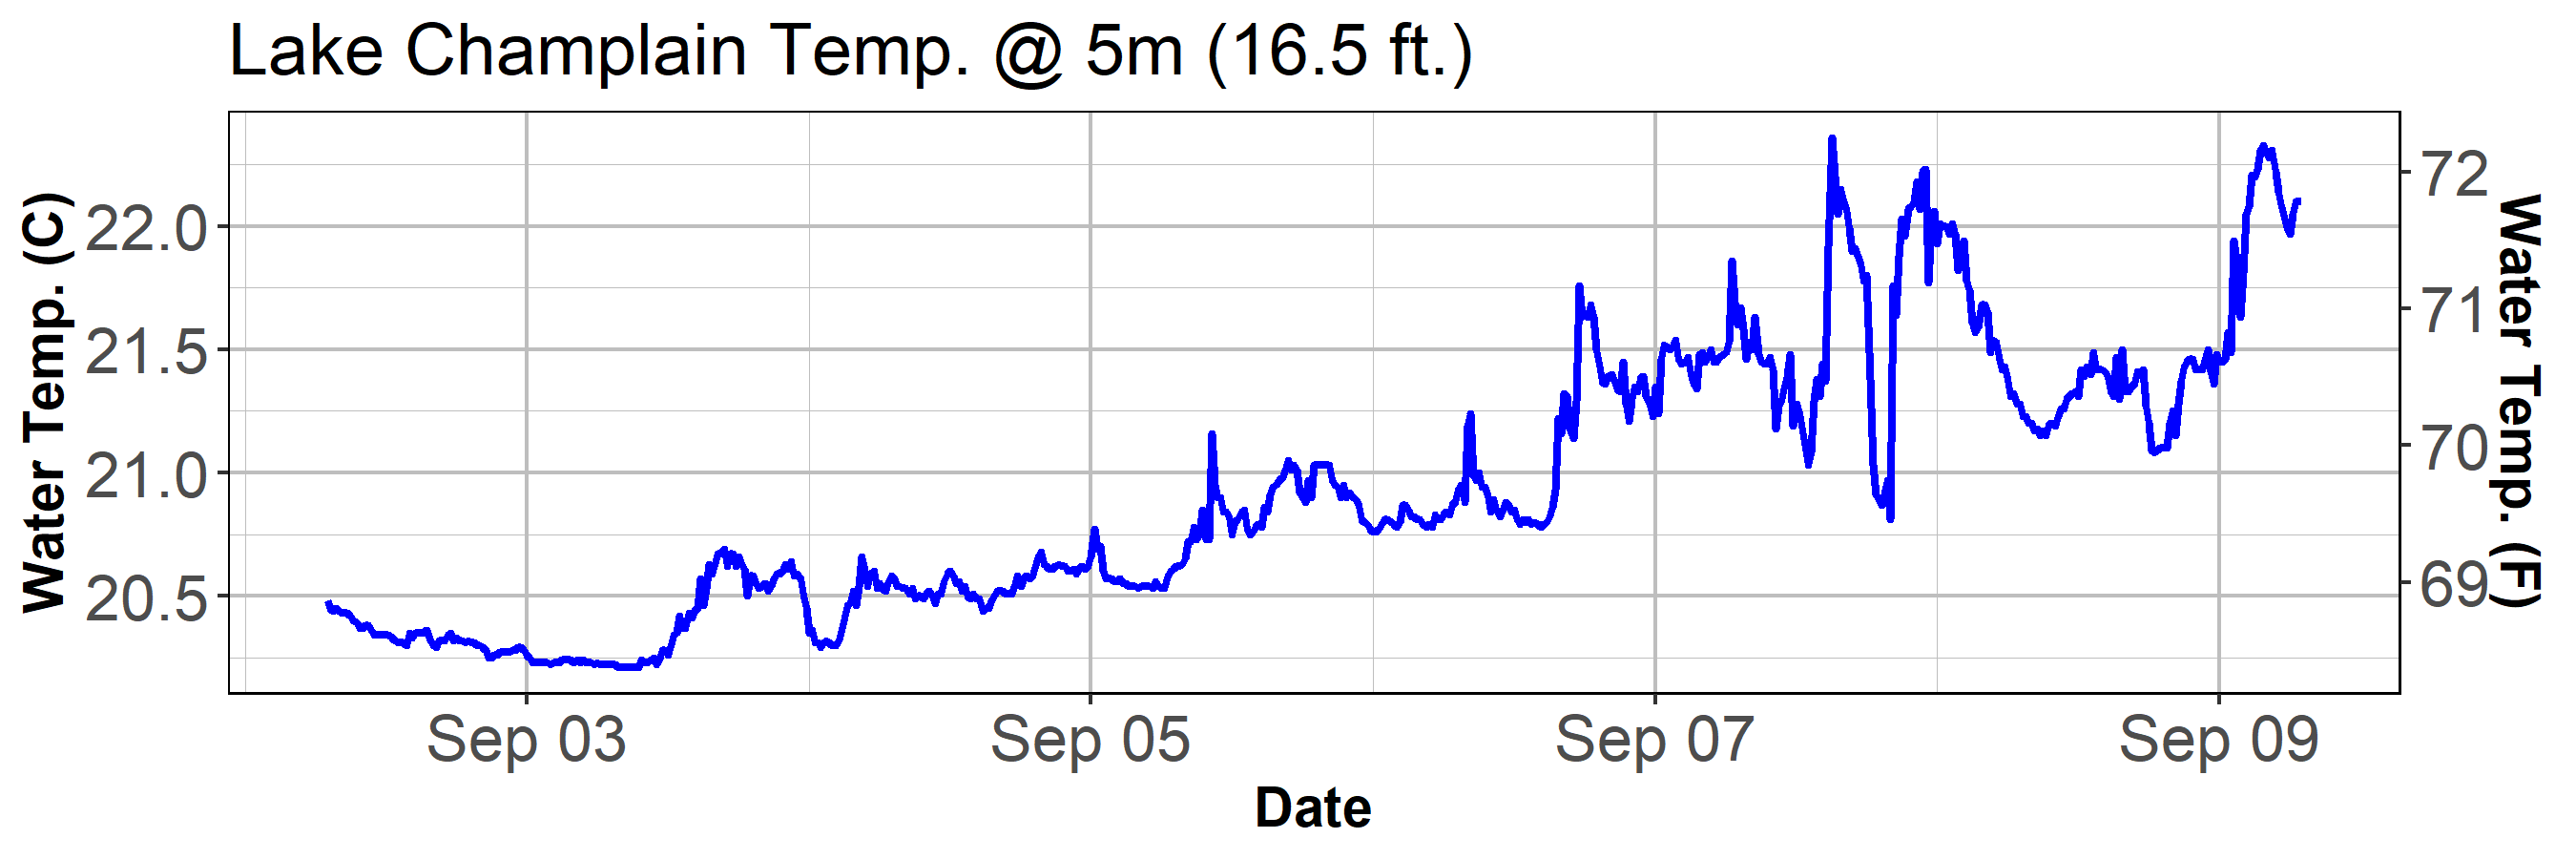 Lake Champlain Temp. @ 5m (16.5 ft.)
Water Temp. (C)
22.0
21.5
21.0
20.5
72
71
70
69
Water Temp. (F)
Sep 03 Sep 05 Sep 07 Sep 09
Date